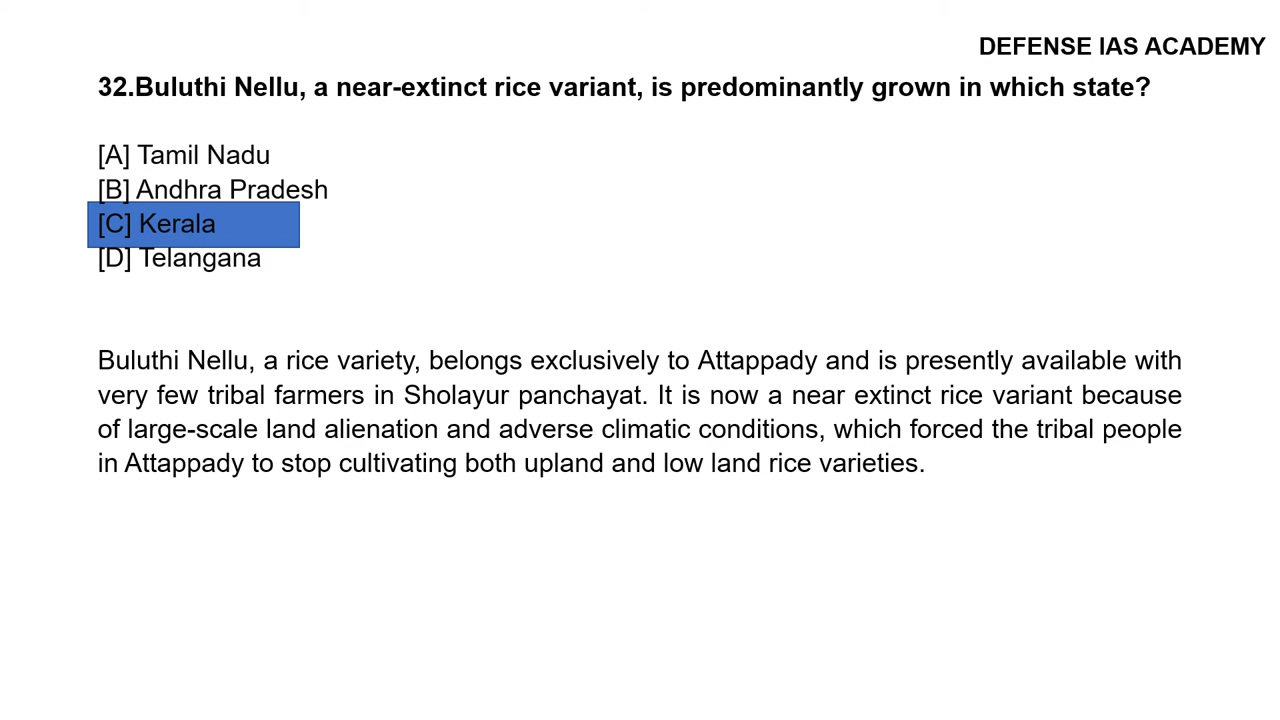 DEFENSE IAS ACADEMY
32.Buluthi Nellu, a near-extinct rice variant, is predominantly grown in which state?
[A] Tamil Nadu
[B] Andhra Pradesh
[C] Kerala
[D] Telangana
Buluthi Nellu, a rice variety, belongs exclusively to Attappady and is presently available with
very few tribal farmers in Sholayur panchayat. It is now a near extinct rice variant because
of large-scale land alienation and adverse climatic conditions, which forced the tribal people
in Attappady to stop cultivating both upland and low land rice varieties.